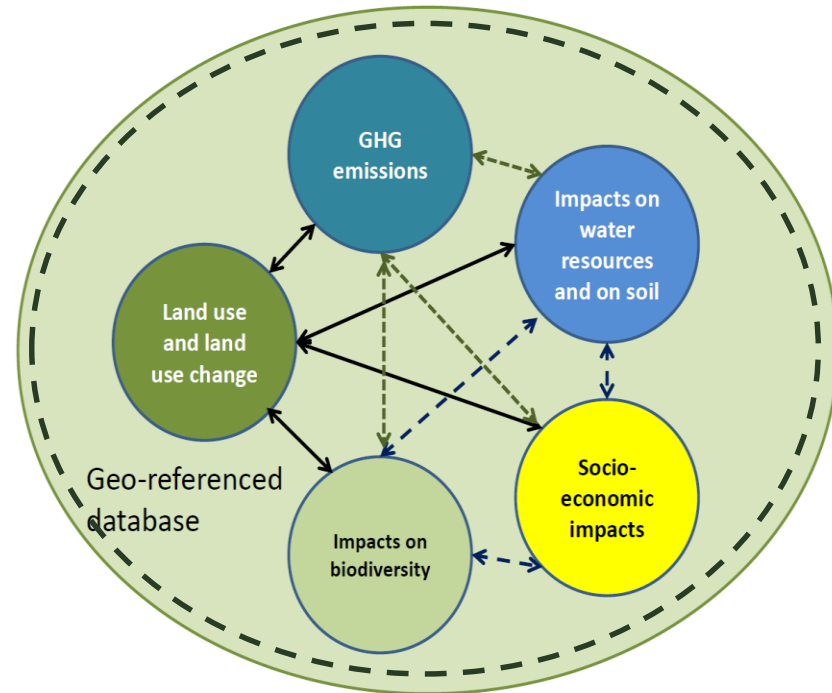 GHG
emissions
Impacts on
water
resources
and on soil
Land use
and land
use change
Geo-referenced
database
Socio-
economic
impacts
Impacts on
biodiversity